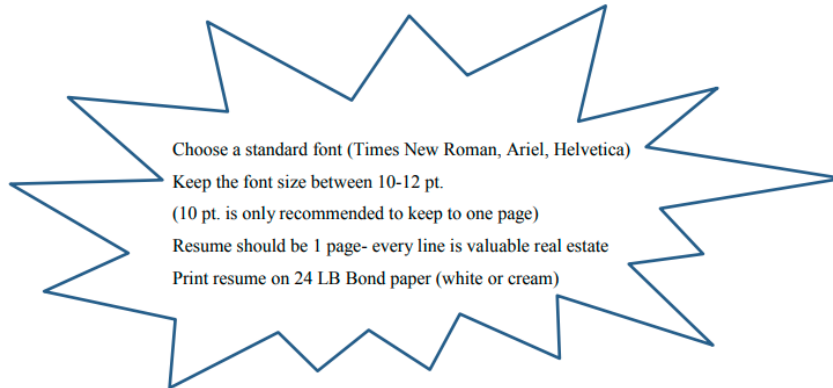 Choose a standard font (Times New Roman, Ariel, Helvetica)
Keep the font size between 10-12 pt.
(10 pt. is only recommended to keep to one page)
Resume should be 1 page- every line is valuable real estate
Print resume on 24 LB Bond paper (white or cream)